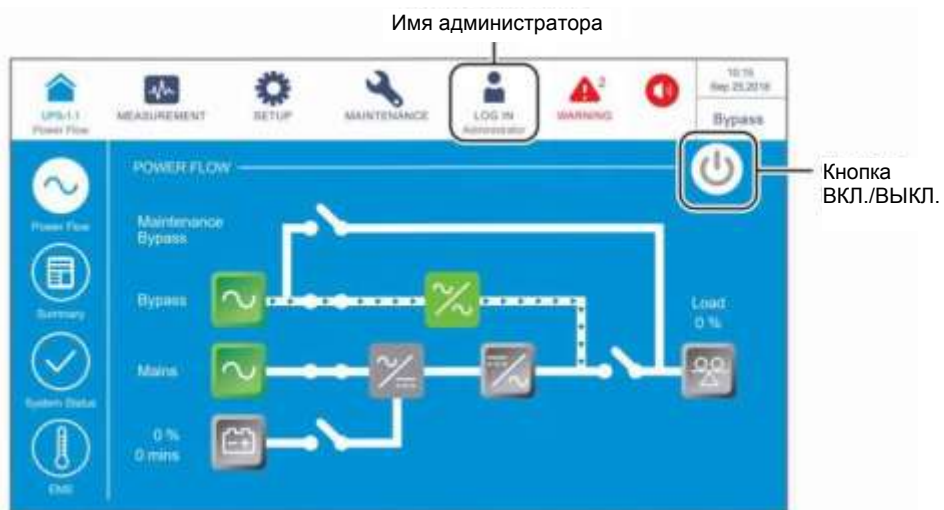 Имя администратора
10:15
Sep 25,2018
UPS-1.1
Power Flow
MEASUREMENT
SETUP
MAINTENANCE
LOG IN
Administrator
2
WARNING
Bypass
POWER FLOW
Кнопка
ВКЛ./ВЫКЛ.
Power Flow
Maintenance
Bypass
Summary
Bypass
Load
0 %
System Status
Mains
0 %
0 mins
EMS